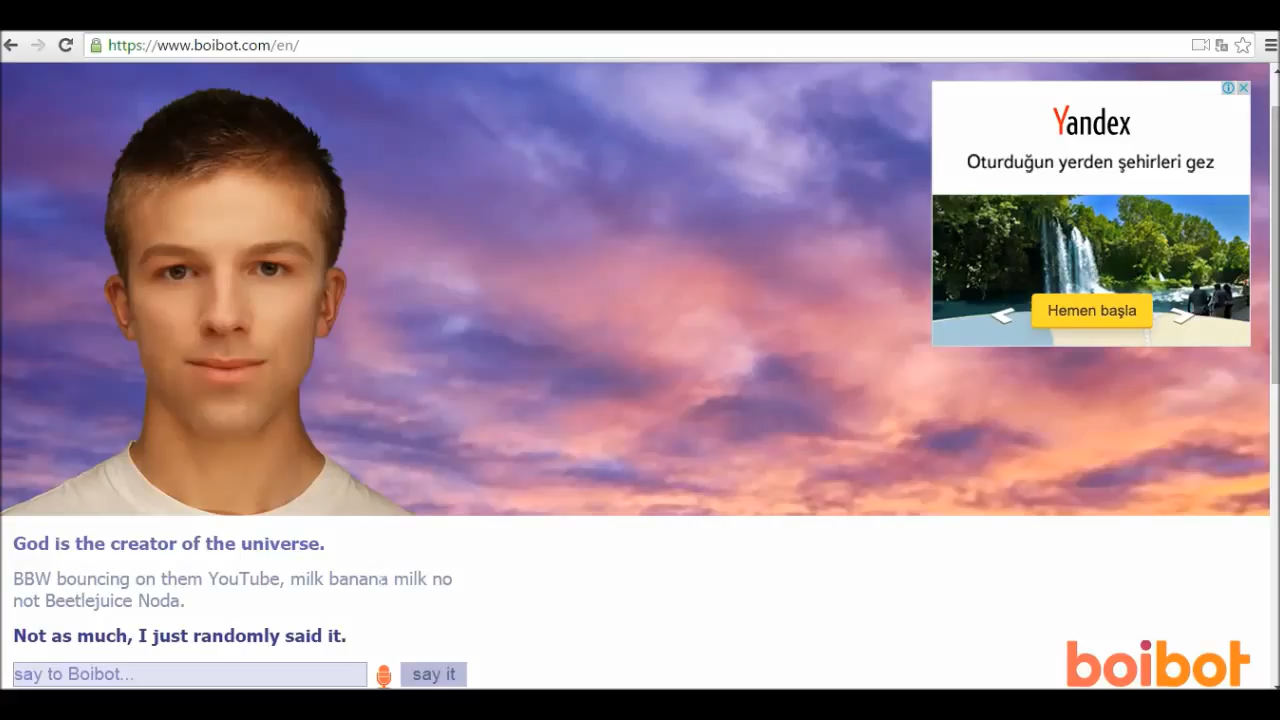 https://www.boibot.com/en/
Yandex
Oturduğun yerden şehirleri gez
Hemen başla
God is the creator of the universe.
BBW bouncing on them YouTube, milk banana milk no
not Beetlejuice Noda.
Not as much, I just randomly said it.
say to Boibot...
say it
boibot